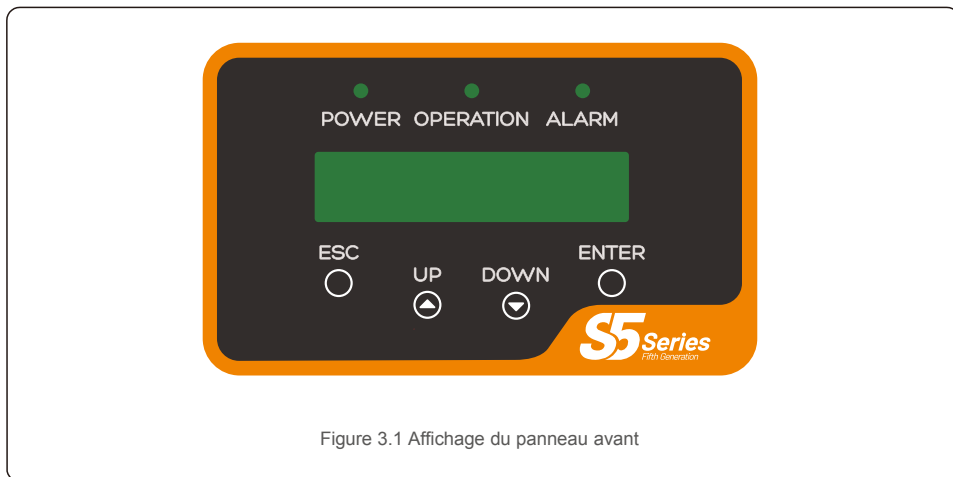 POWER OPERATION ALARM
ESC ENTER
UP DOWN
S5 Series
Fifth Generation
Figure 3.1 Affichage du panneau avant